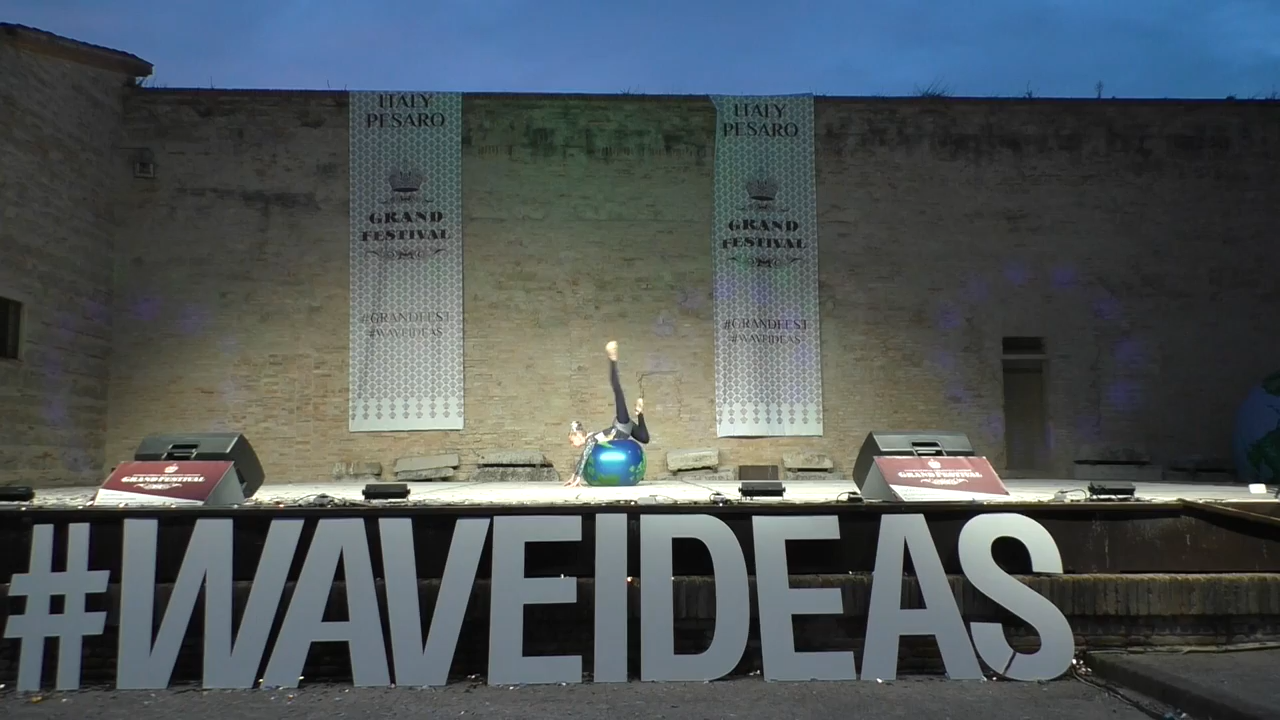 ITALY
PESARO
GRAND
FESTIVAL
#GRANDFEST
#WAVEIDEAS
ITALY
PESARO
GRAND
FESTIVAL
#GRANDFEST
#WAVEIDEAS
GRAND FESTIVAL
GRAND FESTIVAL
#WAVEIDEAS